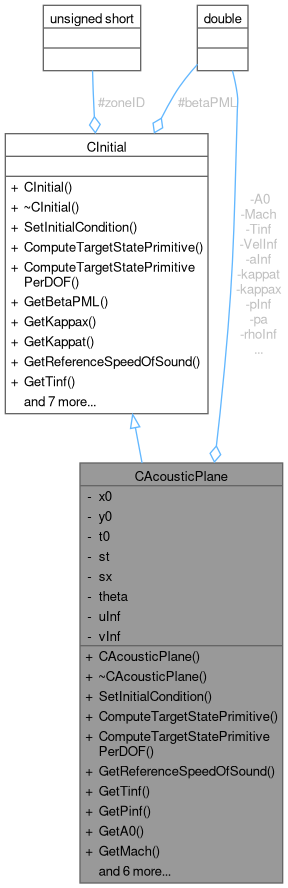 unsigned short
double
#zoneID
#betaPML
CInitial
+ CInitial()
+ ~CInitial()
+ SetInitialCondition()
+ ComputeTargetStatePrimitive()
+ ComputeTargetStatePrimitive
PerDOF()
+ GetBetaPML()
+ GetKappax()
+ GetKappat()
+ GetReferenceSpeedOfSound()
+ GetTinf()
and 7 more...
-A0
-Mach
-Tinf
-VelInf
-aInf
-kappat
-kappax
-pInf
-pa
-rhoInf
...
CAcousticPlane
- x0
- y0
- t0
- st
- sx
- theta
- uInf
- vInf
+ CAcousticPlane()
+ ~CAcousticPlane()
+ SetInitialCondition()
+ ComputeTargetStatePrimitive()
+ ComputeTargetStatePrimitive
PerDOF()
+ GetReferenceSpeedOfSound()
+ GetTinf()
+ GetPinf()
+ GetA0()
+ GetMach()
and 6 more...